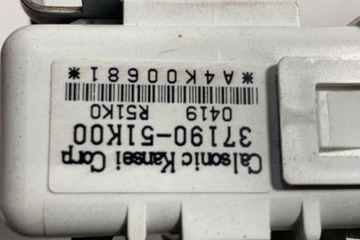 Calsonic Kansei Corp
37190-51K00
0419 R51K0
*A4K00681*